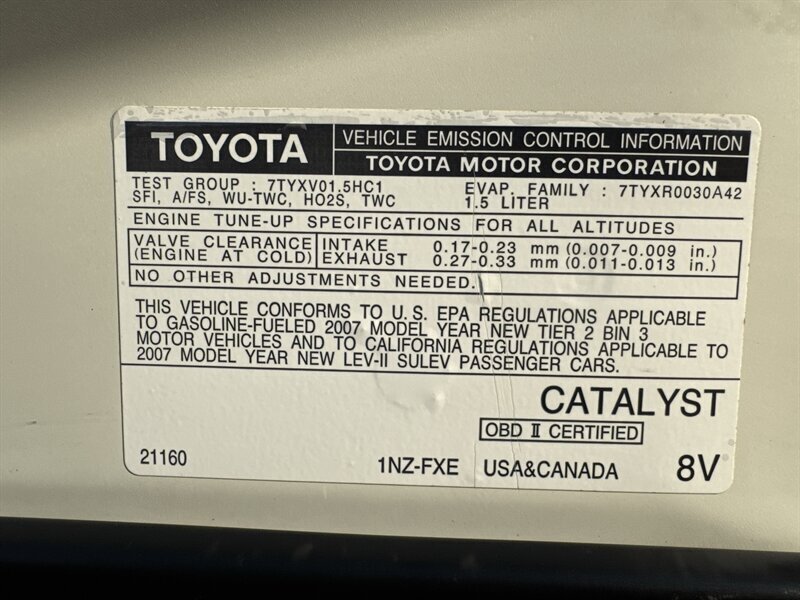 TOYOTA
VEHICLE EMISSION CONTROL INFORMATION
TOYOTA MOTOR CORPORATION
TEST GROUP : 7TYXV01.5HC1
SFI, A/FS, WU-TWC, HO2S, TWC
EVAP. FAMILY : 7TYXR0030A42
1.5 LITER
ENGINE TUNE-UP SPECIFICATIONS FOR ALL ALTITUDES
VALVE CLEARANCE
(ENGINE AT COLD)
INTAKE 0.17-0.23 mm (0.007-0.009 in.)
EXHAUST 0.27-0.33 mm (0.011-0.013 in.)
NO OTHER ADJUSTMENTS NEEDED.
THIS VEHICLE CONFORMS TO U.S. EPA REGULATIONS APPLICABLE
TO GASOLINE-FUELED 2007 MODEL YEAR NEW TIER 2 BIN 3
MOTOR VEHICLES AND TO CALIFORNIA REGULATIONS APPLICABLE TO
2007 MODEL YEAR NEW LEV-II SULEV PASSENGER CARS.
CATALYST
OBD II CERTIFIED
21160 1NZ-FXE USA&CANADA 8V